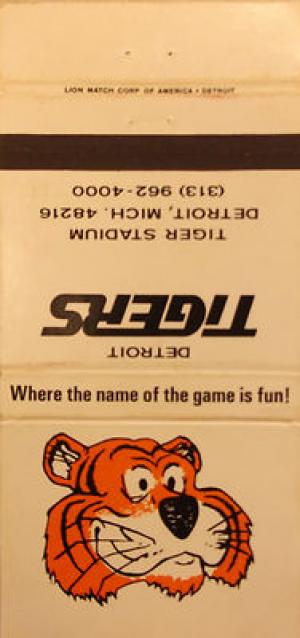 LION MATCH CORP OF AMERICA • DETROIT
DETROIT
TIGERS
TIGER STADIUM
DETROIT, MICH. 48216
(313) 962-4000
Where the name of the game is fun!